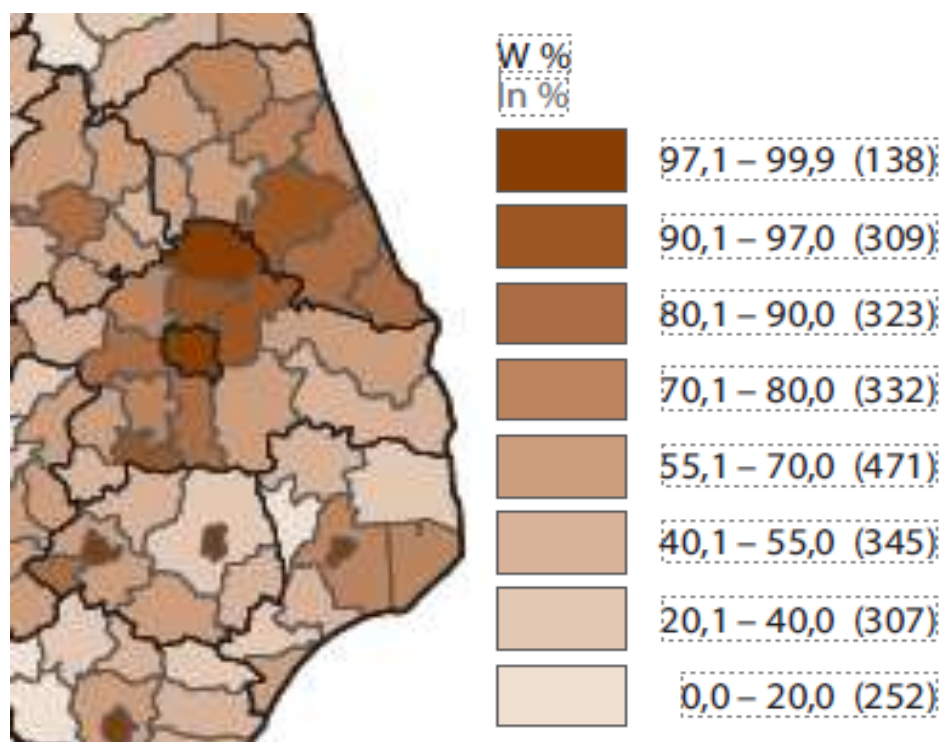 W %
In %
97,1 – 99,9 (138)
90,1 – 97,0 (309)
80,1 – 90,0 (323)
70,1 – 80,0 (332)
55,1 – 70,0 (471)
40,1 – 55,0 (345)
20,1 – 40,0 (307)
0,0 – 20,0 (252)